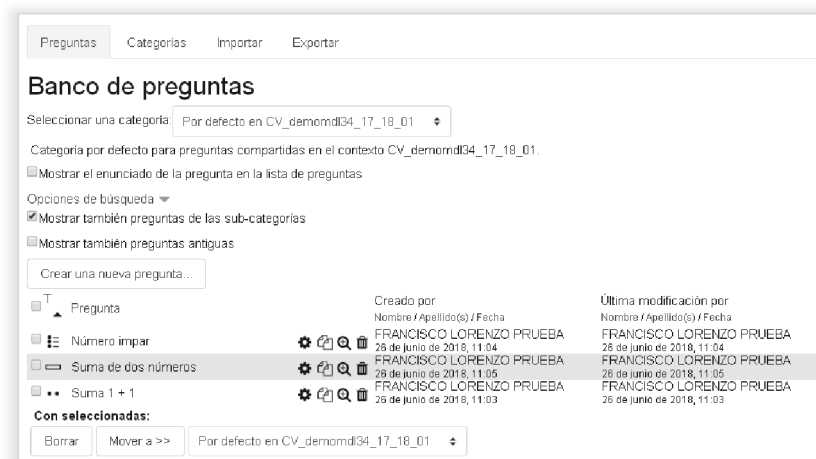 Preguntas Categorías Importar Exportar
Banco de preguntas
Seleccionar una categoría: Por defecto en CV_demomdl34_17_18_01
Categoría por defecto para preguntas compartidas en el contexto CV_demomdl34_17_18_01.
Mostrar el enunciado de la pregunta en la lista de preguntas
Opciones de búsqueda
Mostrar también preguntas de las sub-categorías
Mostrar también preguntas antiguas
Crear una nueva pregunta...
T Pregunta Creado por Última modificación por
Nombre / Apellido(s) / Fecha Nombre / Apellido(s) / Fecha
Número impar FRANCISCO LORENZO PRUEBA FRANCISCO LORENZO PRUEBA
26 de junio de 2018, 11:04 26 de junio de 2018, 11:04
Suma de dos números FRANCISCO LORENZO PRUEBA FRANCISCO LORENZO PRUEBA
26 de junio de 2018, 11:05 26 de junio de 2018, 11:05
Suma 1 + 1 FRANCISCO LORENZO PRUEBA FRANCISCO LORENZO PRUEBA
26 de junio de 2018, 11:03 26 de junio de 2018, 11:03
Con seleccionadas:
Borrar Mover a >> Por defecto en CV_demomdl34_17_18_01